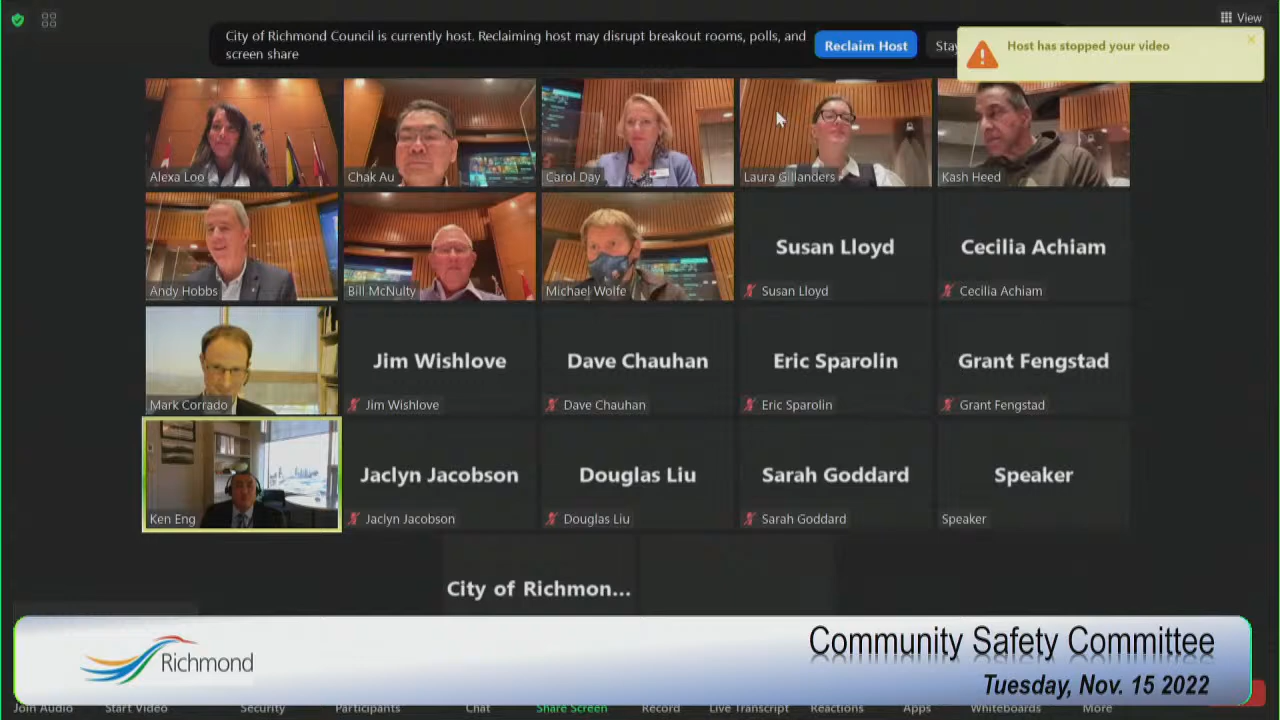 View
City of Richmond Council is currently host. Reclaiming host may disrupt breakout rooms, polls, and
screen share
Reclaim Host
Host has stopped your video
Alexa Loo
Chak Au
Carol Day
Laura Gillanders
Kash Heed
Andy Hobbs
Bill McNulty
Michael Wolfe
Susan Lloyd
Susan Lloyd
Cecilia Achiam
Cecilia Achiam
Mark Corrado
Jim Wishlove
Jim Wishlove
Dave Chauhan
Dave Chauhan
Eric Sparolin
Eric Sparolin
Grant Fengstad
Grant Fengstad
Ken Eng
Jaclyn Jacobson
Jaclyn Jacobson
Douglas Liu
Douglas Liu
Sarah Goddard
Sarah Goddard
Speaker
Speaker
City of Richmon...
Richmond
Community Safety Committee
Tuesday, Nov. 15 2022
Join Audio
Start Video
Security
Participants
Chat
Share Screen
Record
Live Transcript
Reactions
Apps
Whiteboards
More